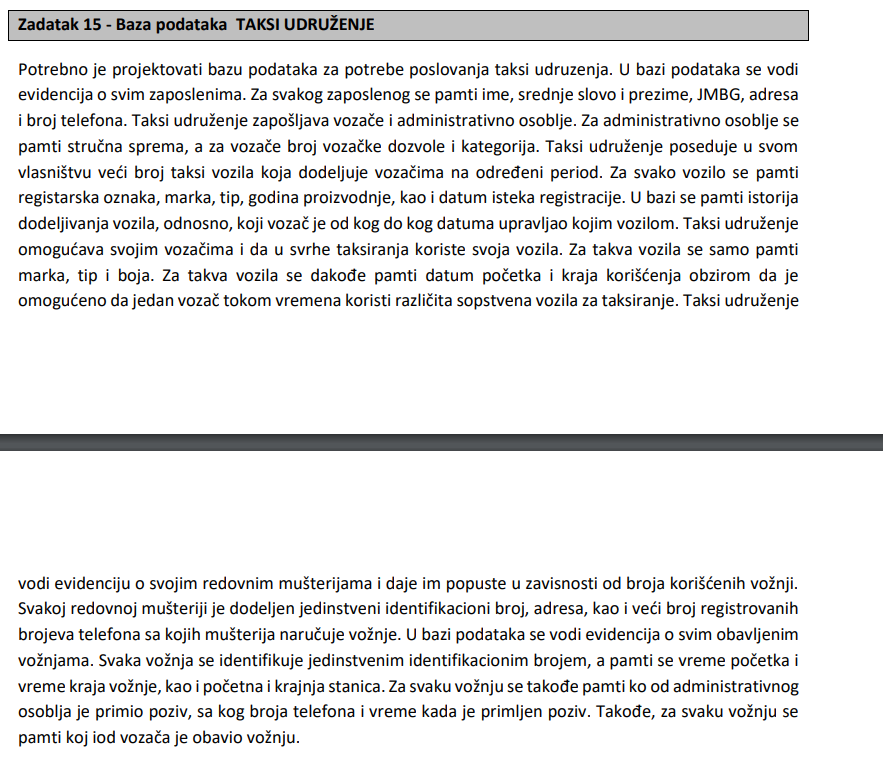 Zadatak 15 - Baza podataka TAKSI UDRUŽENJE
Potrebno je projektovati bazu podataka za potrebe poslovanja taksi udruzenja. U bazi podataka se vodi
evidencija o svim zaposlenima. Za svakog zaposlenog se pamti ime, srednje slovo i prezime, JMBG, adresa
i broj telefona. Taksi udruženje zapošljava vozače i administrativno osoblje. Za administrativno osoblje se
pamti stručna sprema, a za vozače broj vozačke dozvole i kategorija. Taksi udruženje poseduje u svom
vlasništvu veći broj taksi vozila koja dodeljuje vozačima na određeni period. Za svako vozilo se pamti
registarska oznaka, marka, tip, godina proizvodnje, kao i datum isteka registracije. U bazi se pamti istorija
dodeljivanja vozila, odnosno, koji vozač je od kog do kog datuma upravljao kojim vozilom. Taksi udruženje
omogućava svojim vozačima i da u svrhe taksiranja koriste svoja vozila. Za takva vozila se samo pamti
marka, tip i boja. Za takva vozila se dakođe pamti datum početka i kraja korišćenja obzirom da je
omogućeno da jedan vozač tokom vremena koristi različita sopstvena vozila za taksiranje. Taksi udruženje
vodi evidenciju o svojim redovnim mušterijama i daje im popuste u zavisnosti od broja korišćenih vožnji.
Svakoj redovnoj mušteriji je dodeljen jedinstveni identifikacioni broj, adresa, kao i veći broj registrovanih
brojeva telefona sa kojih mušterija naručuje vožnje. U bazi podataka se vodi evidencija o svim obavljenim
vožnjama. Svaka vožnja se identifikuje jedinstvenim identifikacionim brojem, a pamti se vreme početka i
vreme kraja vožnje, kao i početna i krajnja stanica. Za svaku vožnju se takođe pamti ko od administrativnog
osoblja je primio poziv, sa kog broja telefona i vreme kada je primljen poziv. Takođe, za svaku vožnju se
pamti koj iod vozača je obavio vožnju.